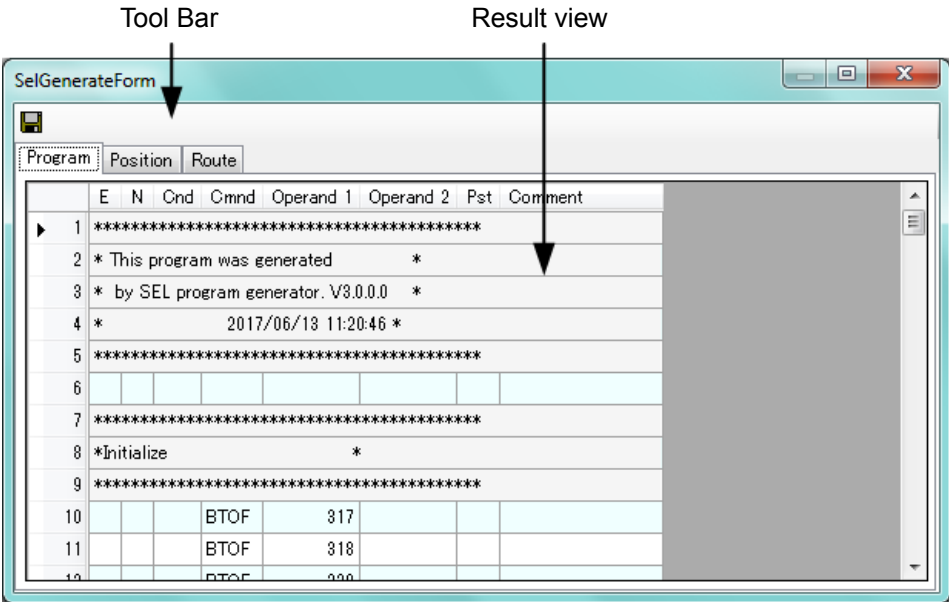 Tool Bar Result view
SelGenerateForm
Program Position Route
E N Cnd Cmnd Operand 1 Operand 2 Pst Comment
1 *******************************************
2 * This program was generated *
3 * by SEL program generator. V3.0.0.0 *
4 * 2017/06/13 11:20:46 *
5 *******************************************
6
7 *******************************************
8 *Initialize *
9 *******************************************
10 BTOF 317
11 BTOF 318